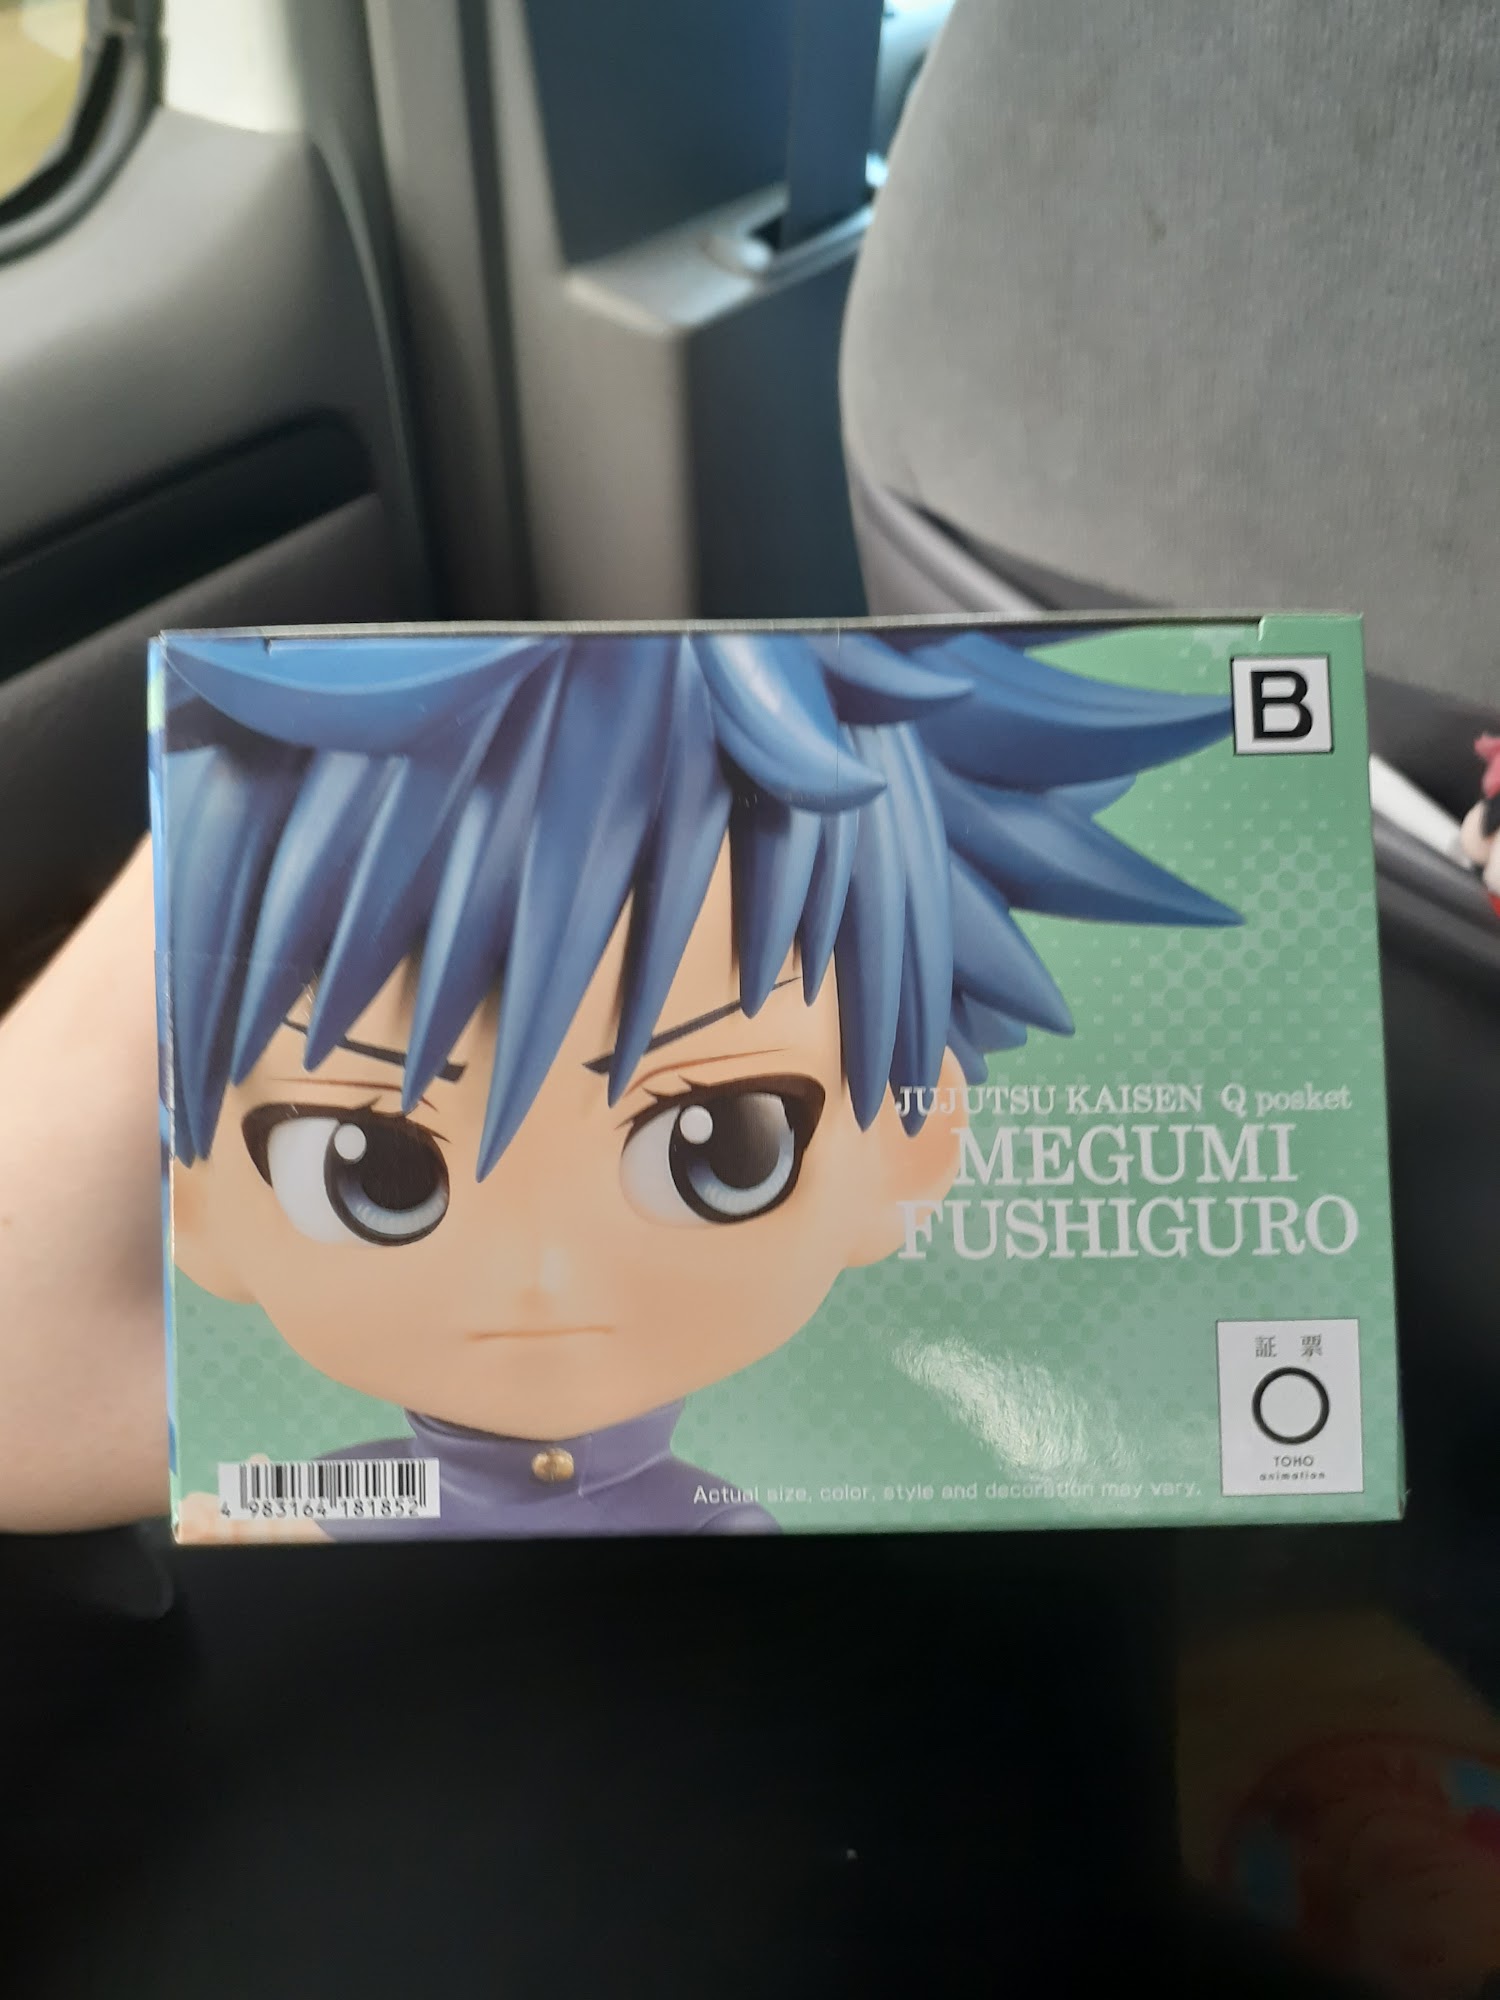 B
JUJUTSU KAISEN Q posket
MEGUMI
FUSHIGURO
証 票
TOHO
animation
Actual size, color, style and decoration may vary.
4 983164 181852